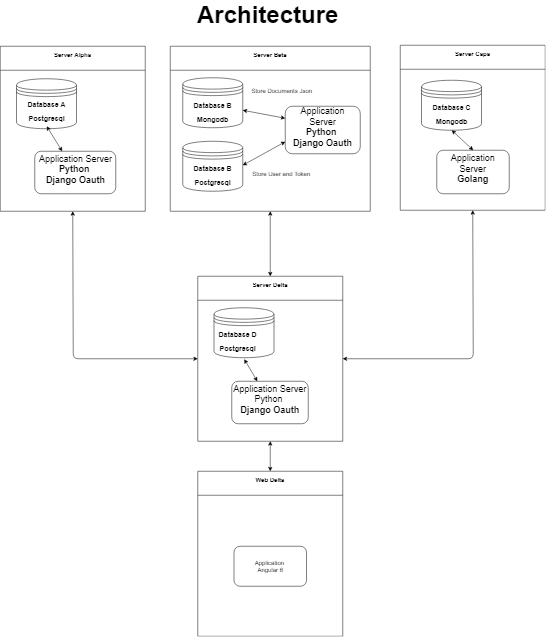 Architecture
Server Alpha
Database A
Postgresql
Application Server
Python
Django Oauth
Server Beta
Store Documents Json
Database B
Mongodb
Application
Server
Python
Django Oauth
Database B
Postgresql
Store User and Token
Server Capa
Database C
Mongodb
Application
Server
Golang
Server Delta
Database D
Postgresql
Application Server
Python
Django Oauth
Web Delta
Application
Angular 6